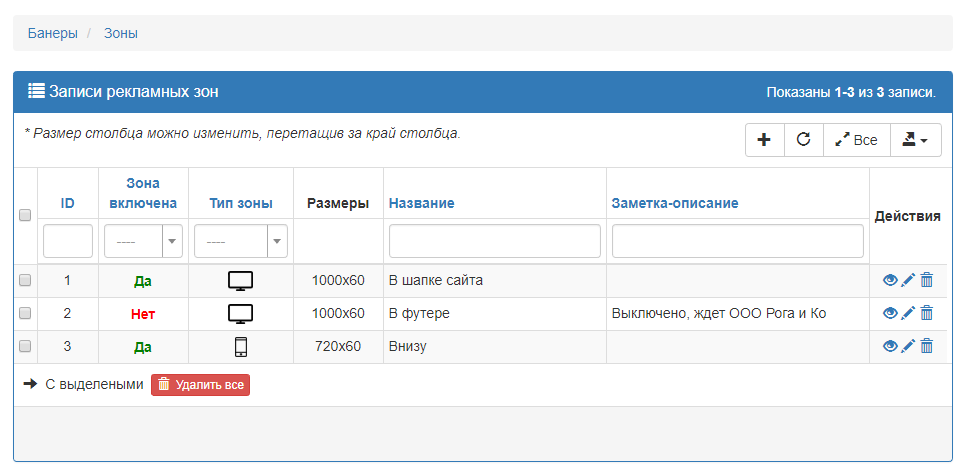 Банеры / Зоны
Записи рекламных зон Показаны 1-3 из 3 записи.
* Размер столбца можно изменить, перетащив за край столбца. Все
ID Зона включена Тип зоны Размеры Название Заметка-описание Действия
---- ----
1 Да 1000x60 В шапке сайта
2 Нет 1000x60 В футере Выключено, ждет ООО Рога и Ко
3 Да 720x60 Внизу
С выделеными Удалить все